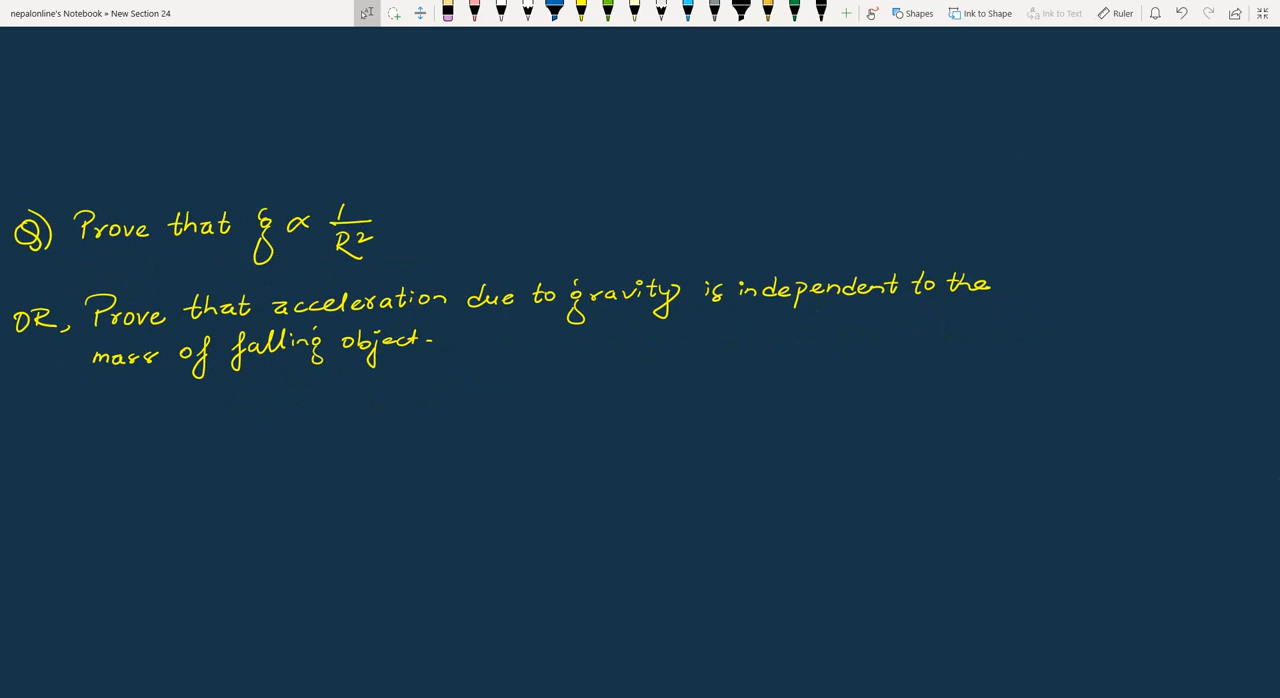 nepalonline's Notebook » New Section 24
Shapes Ink to Shape Ink to Text Ruler
Q) Prove that g ∝ 1/R²
OR, Prove that acceleration due to gravity is independent to the
mass of falling object.